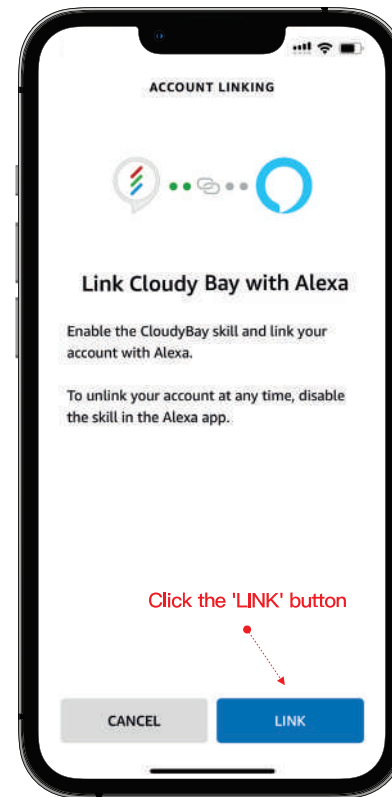 ACCOUNT LINKING
Link Cloudy Bay with Alexa
Enable the CloudyBay skill and link your
account with Alexa.
To unlink your account at any time, disable
the skill in the Alexa app.
Click the 'LINK' button
CANCEL
LINK